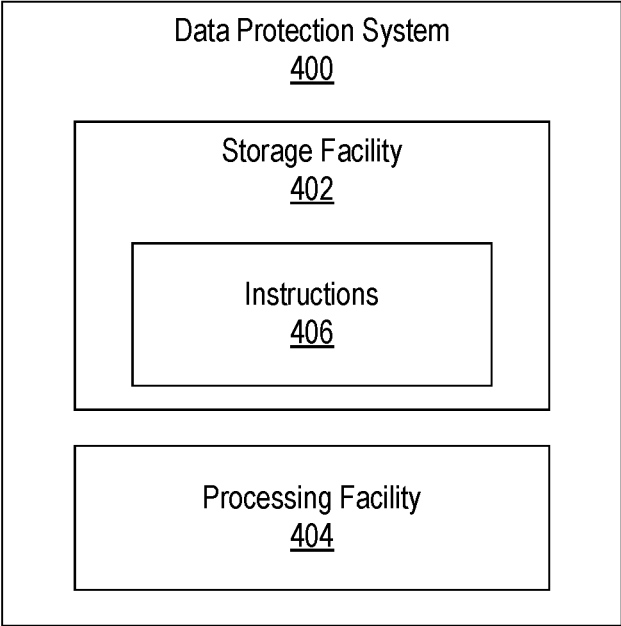 Data Protection System
400
Storage Facility
402
Instructions
406
Processing Facility
404